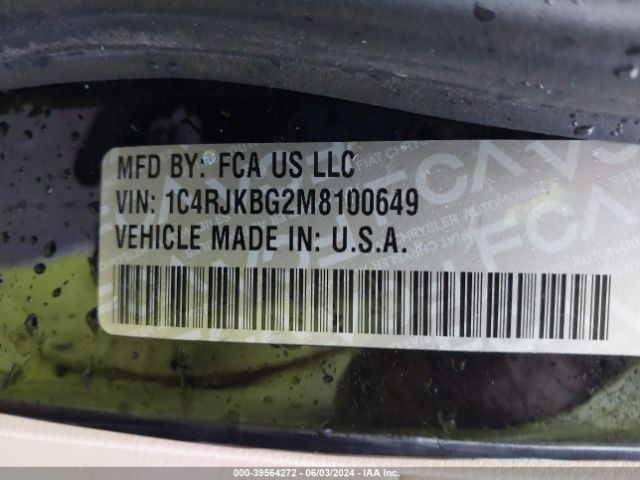 MFD BY: FCA US LLC
VIN: 1C4RJKBG2M8100649
VEHICLE MADE IN: U.S.A.
000-39564272 - 06/03/2024 - IAA Inc.